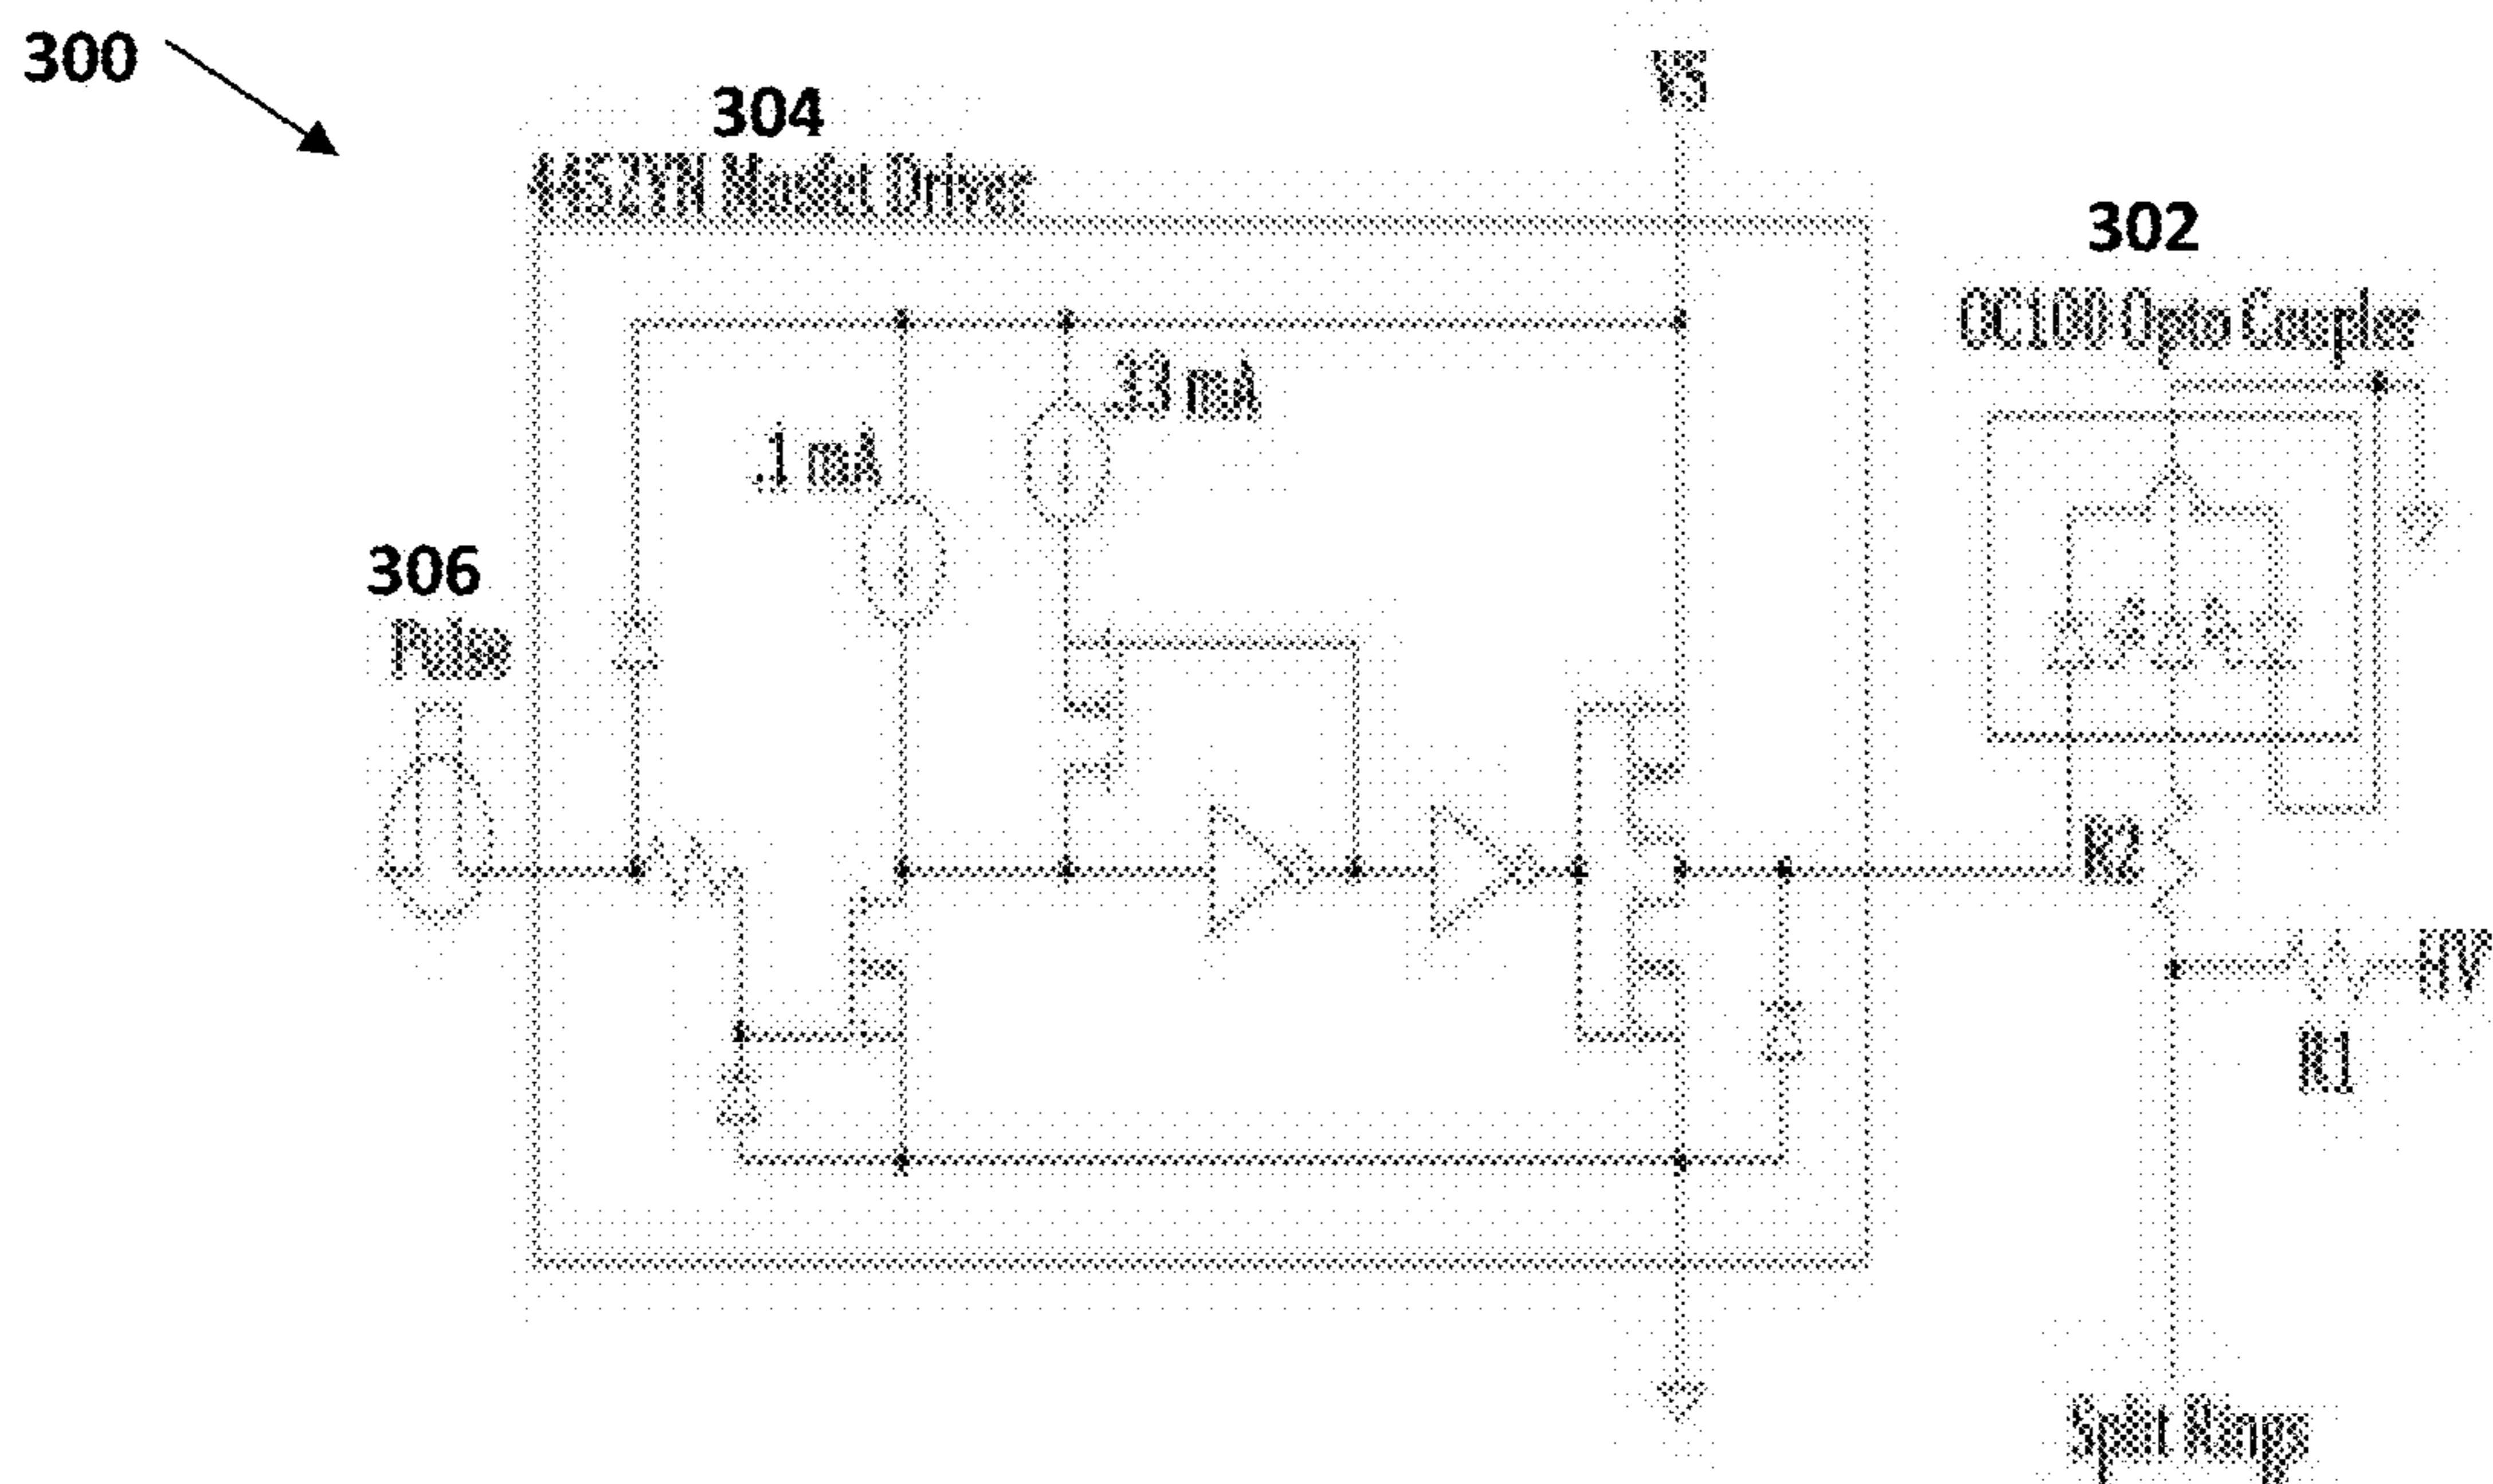 300
304
4452YN Mosfet Driver
VS
302
OC100 Opto Coupler
.33 mA
.1 mA
306
Pulse
R2
HV
R1
Split Rings